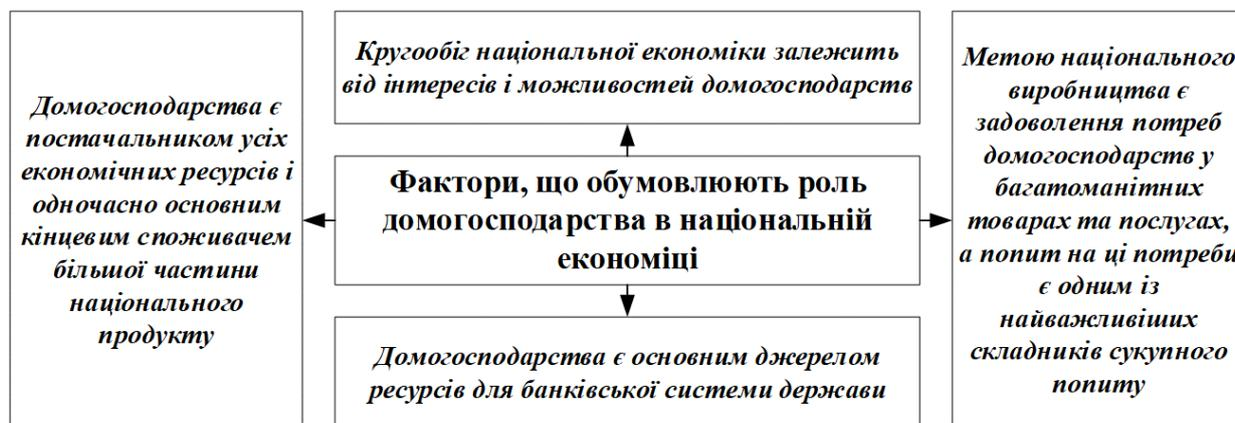 Домогосподарства є
постачальником усіх
економічних ресурсів і
одночасно основним
кінцевим споживачем
більшої частини
національного
продукту
Кругообіг національної економіки залежить
від інтересів і можливостей домогосподарств
Фактори, що обумовлюють роль
домогосподарства в національній
економіці
Домогосподарства є основним джерелом
ресурсів для банківської системи держави
Метою національного
виробництва є
задоволення потреб
домогосподарств у
багатоманітних
товарах та послугах,
а попит на ці потреби
є одним із
найважливіших
складників сукупного
попиту